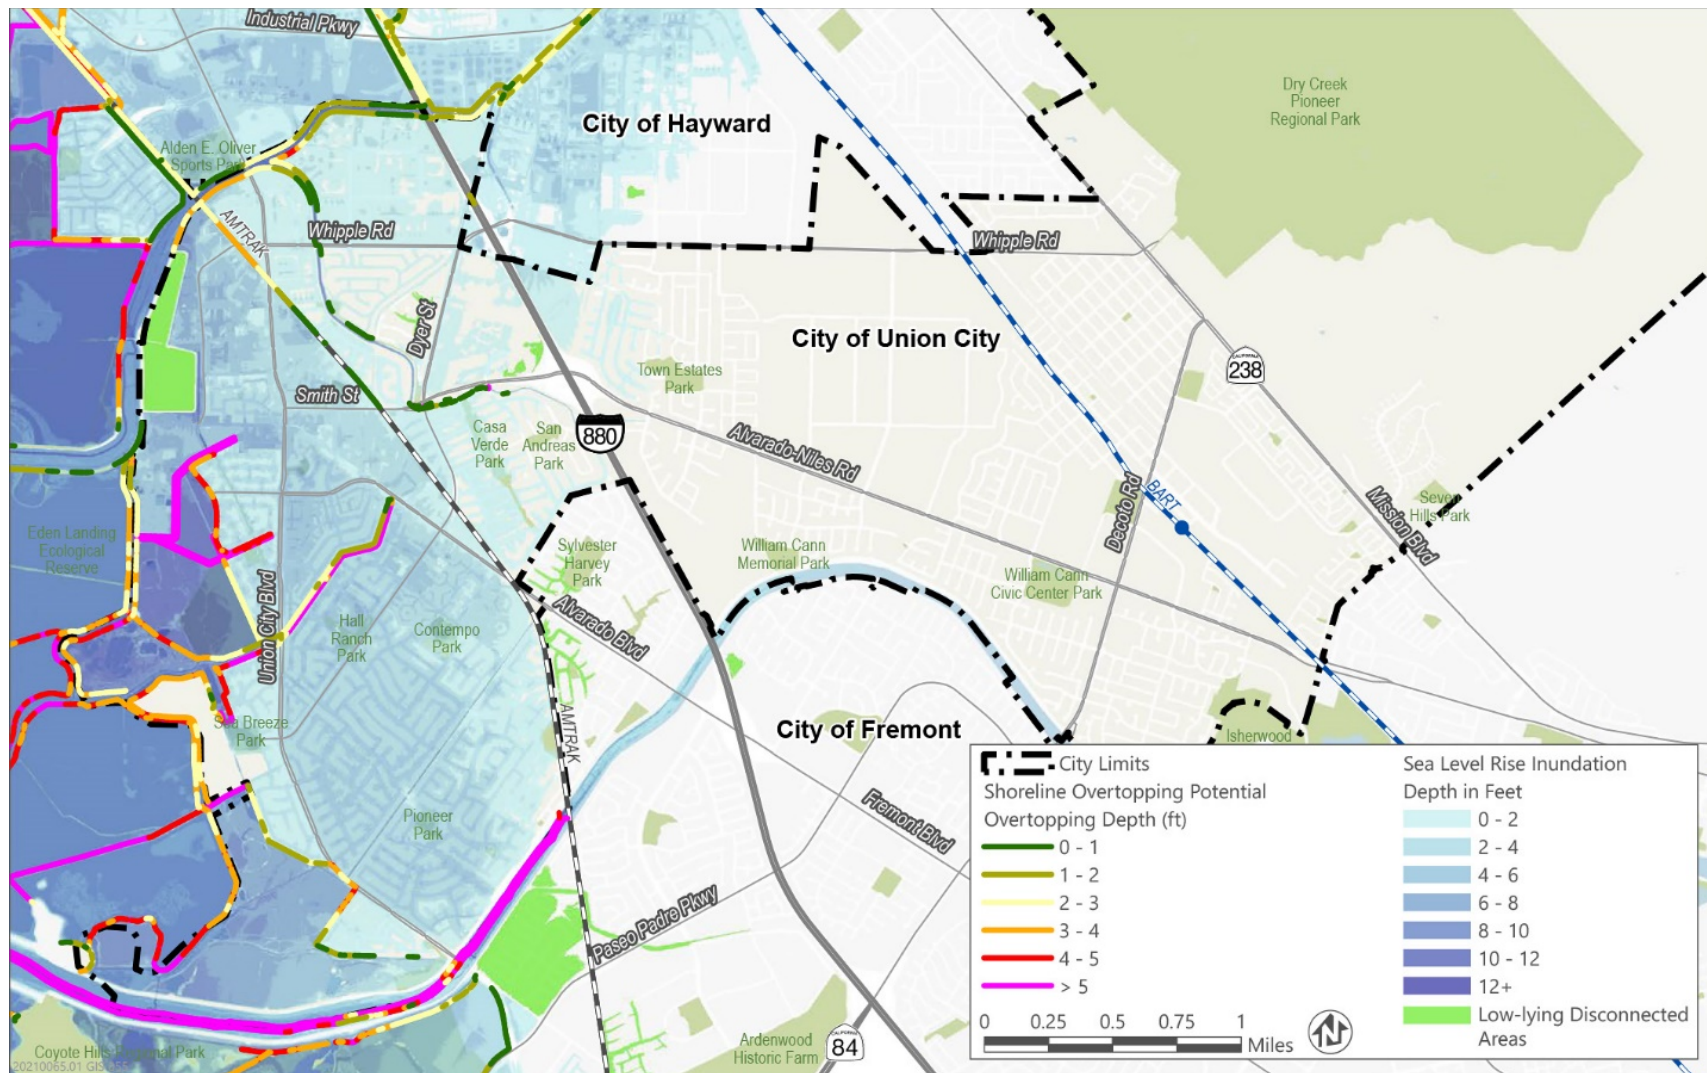 Industrial Pkwy
Dry Creek
Pioneer
Regional Park
City of Hayward
Alden E. Oliver
Sports Park
AMTRAK
Whipple Rd
Whipple Rd
Dyer St
City of Union City
Town Estates
Park
CALIFORNIA
238
Smith St
Casa
Verde
Park
San
Andreas
Park
880
Alvarado-Niles Rd
Decoto Rd
BART
Mission Blvd
Seven
Hills Park
Eden Landing
Ecological
Reserve
Sylvester
Harvey
Park
William Cann
Memorial Park
William Cann
Civic Center Park
Union City Blvd
Hall
Ranch
Park
Contempo
Park
Alvarado Blvd
Sea Breeze
Park
AMTRAK
City of Fremont
Isherwood
Pioneer
Park
Fremont Blvd
Paseo Padre Pkwy
Ardenwood
Historic Farm
CALIFORNIA
84
Coyote Hills Regional Park
City Limits
Shoreline Overtopping Potential
Overtopping Depth (ft)
0 - 1
1 - 2
2 - 3
3 - 4
4 - 5
> 5
0 0.25 0.5 0.75 1
Miles
Sea Level Rise Inundation
Depth in Feet
0 - 2
2 - 4
4 - 6
6 - 8
8 - 10
10 - 12
12+
Low-lying Disconnected
Areas